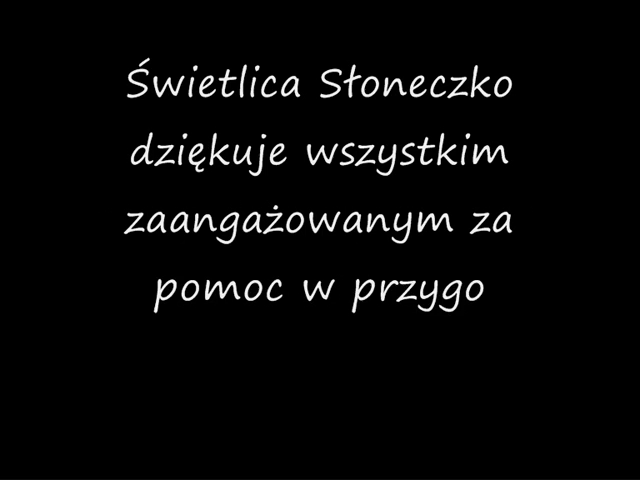 Świetlica Słoneczko
dziękuje wszystkim
zaangażowanym za
pomoc w przygo